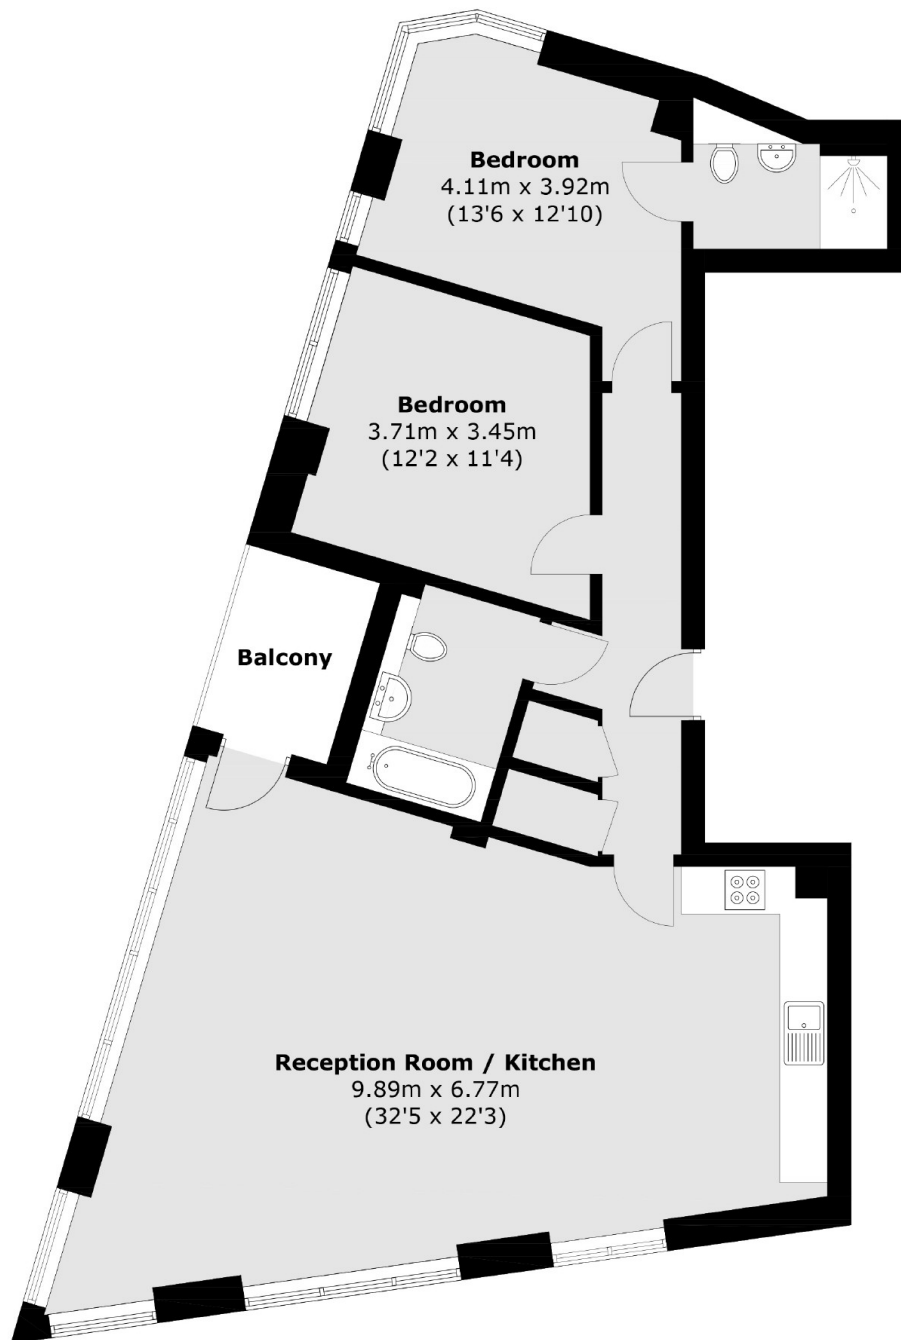 Bedroom
4.11m x 3.92m
(13'6 x 12'10)
Bedroom
3.71m x 3.45m
(12'2 x 11'4)
Balcony
Reception Room / Kitchen
9.89m x 6.77m
(32'5 x 22'3)